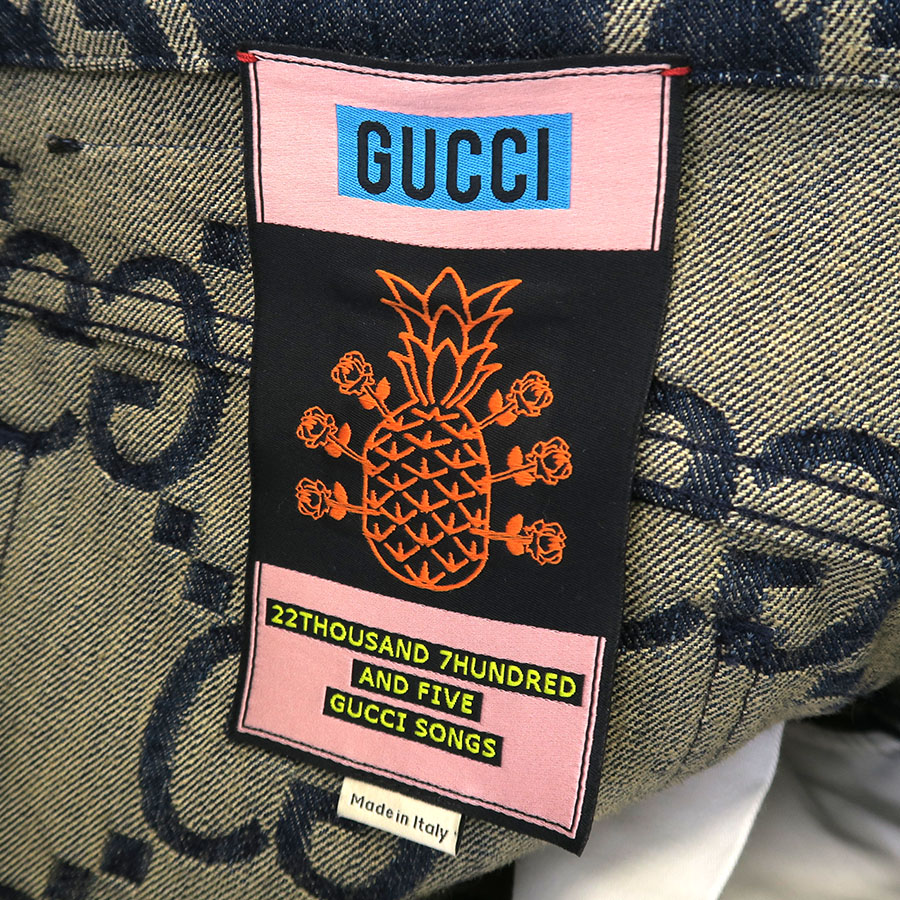 GUCCI
22THOUSAND 7HUNDRED
AND FIVE
GUCCI SONGS
Made in Italy